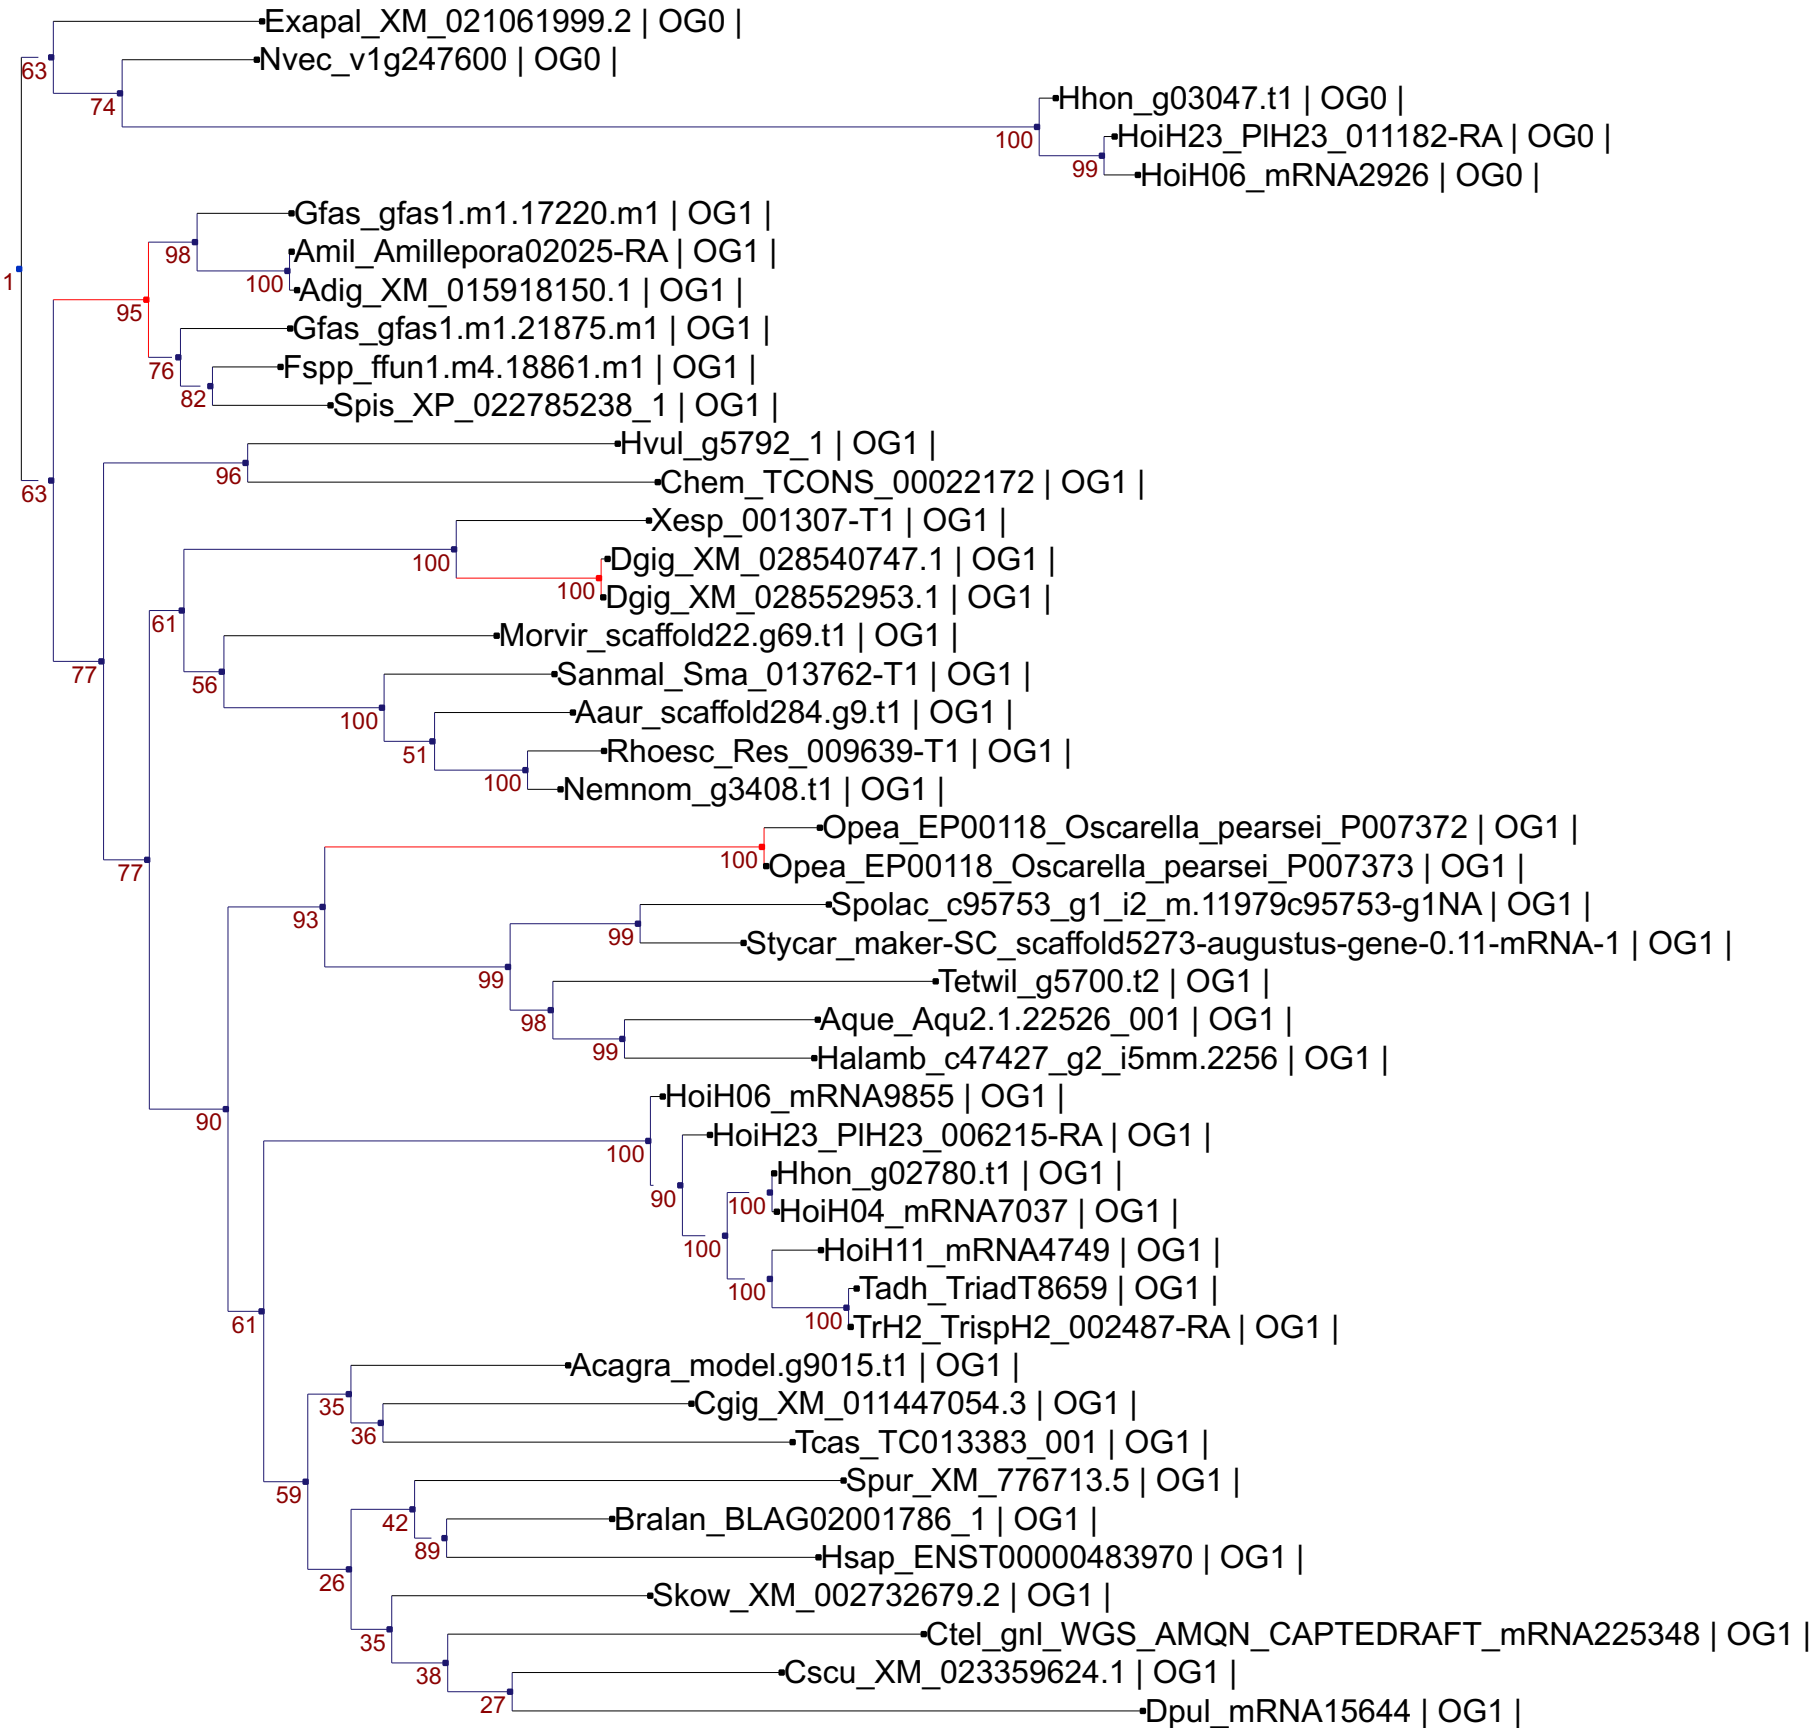 Exapal_XM_021061999.2 | OG0 |
Nvec_v1g247600 | OG0 |
63
74
Hhon_g03047.t1 | OG0 |
100
HoiH23_PlH23_011182-RA | OG0 |
99
HoiH06_mRNA2926 | OG0 |
Gfas_gfas1.m1.17220.m1 | OG1 |
98
Amil_Amillepora02025-RA | OG1 |
1
100
Adig_XM_015918150.1 | OG1 |
95
Gfas_gfas1.m1.21875.m1 | OG1 |
76
Fspp_ffun1.m4.18861.m1 | OG1 |
82
Spis_XP_022785238_1 | OG1 |
Hvul_g5792_1 | OG1 |
96
63
Chem_TCONS_00022172 | OG1 |
Xesp_001307-T1 | OG1 |
100
Dgig_XM_028540747.1 | OG1 |
100
Dgig_XM_028552953.1 | OG1 |
61
Morvir_scaffold22.g69.t1 | OG1 |
77
56
Sanmal_Sma_013762-T1 | OG1 |
100
Aaur_scaffold284.g9.t1 | OG1 |
51
Rhoesc_Res_009639-T1 | OG1 |
100
Nemnom_g3408.t1 | OG1 |
Opea_EP00118_Oscarella_pearsei_P007372 | OG1 |
77
100
Opea_EP00118_Oscarella_pearsei_P007373 | OG1 |
93
Spolac_c95753_g1_i2_m.11979c95753-g1NA | OG1 |
99
Stycar_maker-SC_scaffold5273-augustus-gene-0.11-mRNA-1 | OG1 |
99
Tetwil_g5700.t2 | OG1 |
98
Aque_Aqu2.1.22526_001 | OG1 |
99
Halamb_c47427_g2_i5mm.2256 | OG1 |
HoiH06_mRNA9855 | OG1 |
90
HoiH23_PlH23_006215-RA | OG1 |
100
Hhon_g02780.t1 | OG1 |
90
100
HoiH04_mRNA7037 | OG1 |
100
HoiH11_mRNA4749 | OG1 |
100
Tadh_TriadT8659 | OG1 |
61
100
TrH2_TrispH2_002487-RA | OG1 |
Acagra_model.g9015.t1 | OG1 |
35
Cgig_XM_011447054.3 | OG1 |
36
Tcas_TC013383_001 | OG1 |
59
Spur_XM_776713.5 | OG1 |
42
Bralan_BLAG02001786_1 | OG1 |
89
Hsap_ENST00000483970 | OG1 |
26
Skow_XM_002732679.2 | OG1 |
35
Ctel_gnl_WGS_AMQN_CAPTEDRAFT_mRNA225348 | OG1 |
38
Cscu_XM_023359624.1 | OG1 |
27
Dpul_mRNA15644 | OG1 |